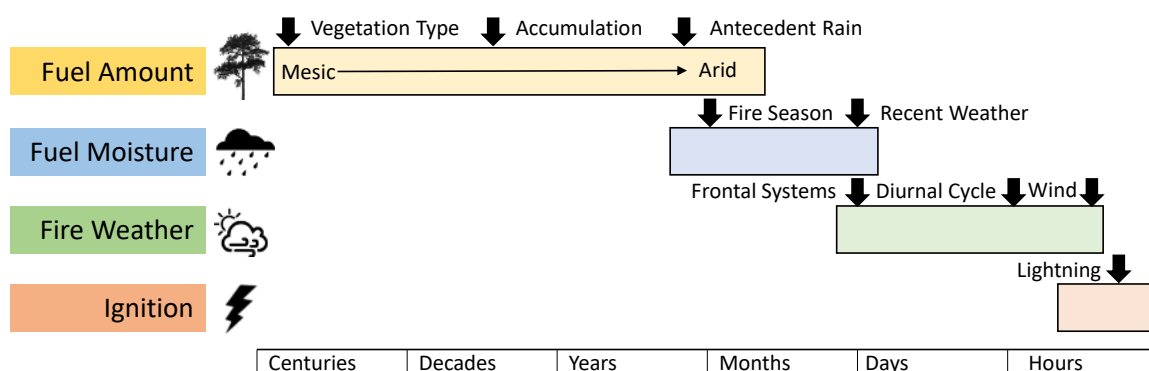 Vegetation Type Accumulation Antecedent Rain
Fuel Amount Mesic Arid
Fire Season Recent Weather
Fuel Moisture
Frontal Systems Diurnal Cycle Wind
Fire Weather
Lightning
Ignition
Centuries Decades Years Months Days Hours